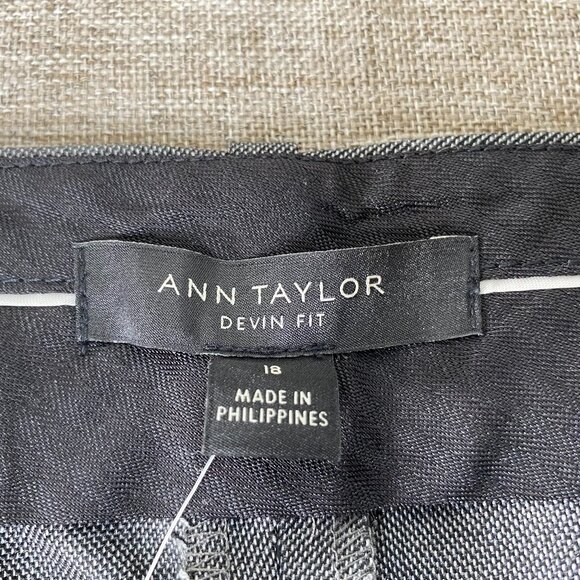 ANN TAYLOR
DEVIN FIT
18
MADE IN
PHILIPPINES